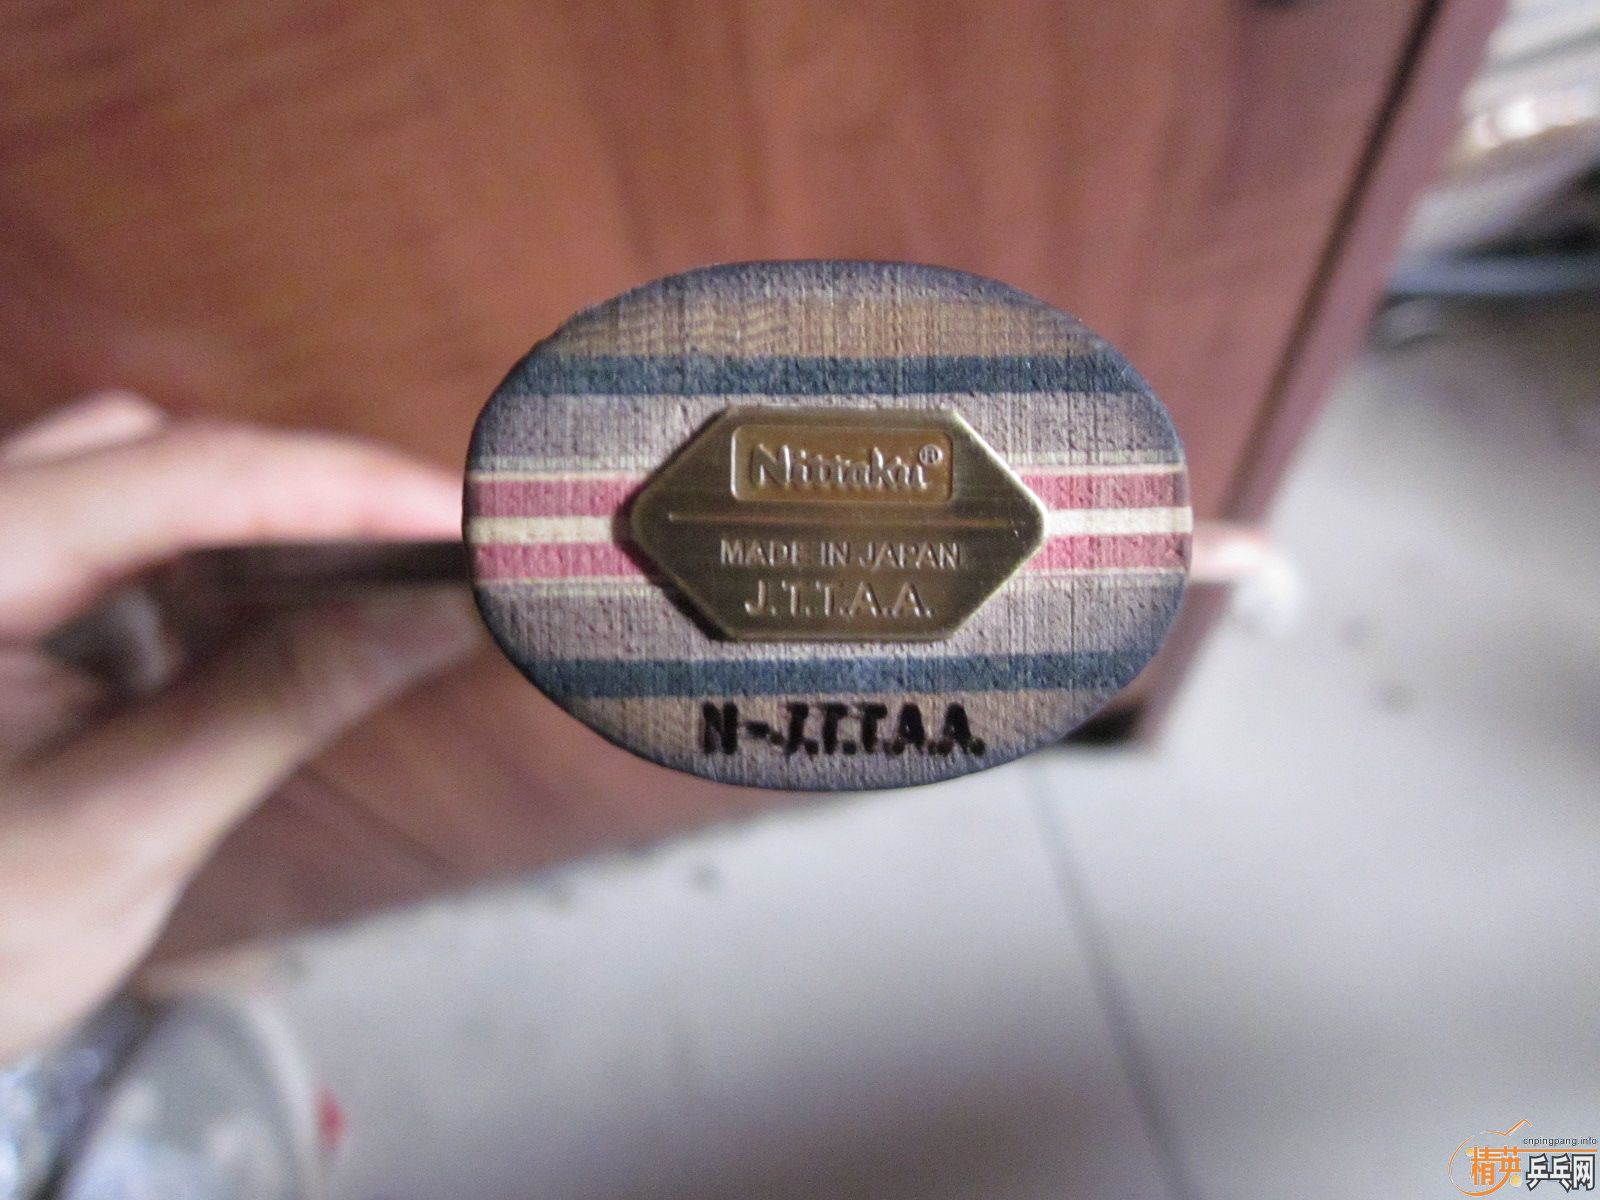 Nittaku®
MADE IN JAPAN
J.T.T.A.A.
N-J.T.T.A.A.
cnpingpang.info
精英乒乓网